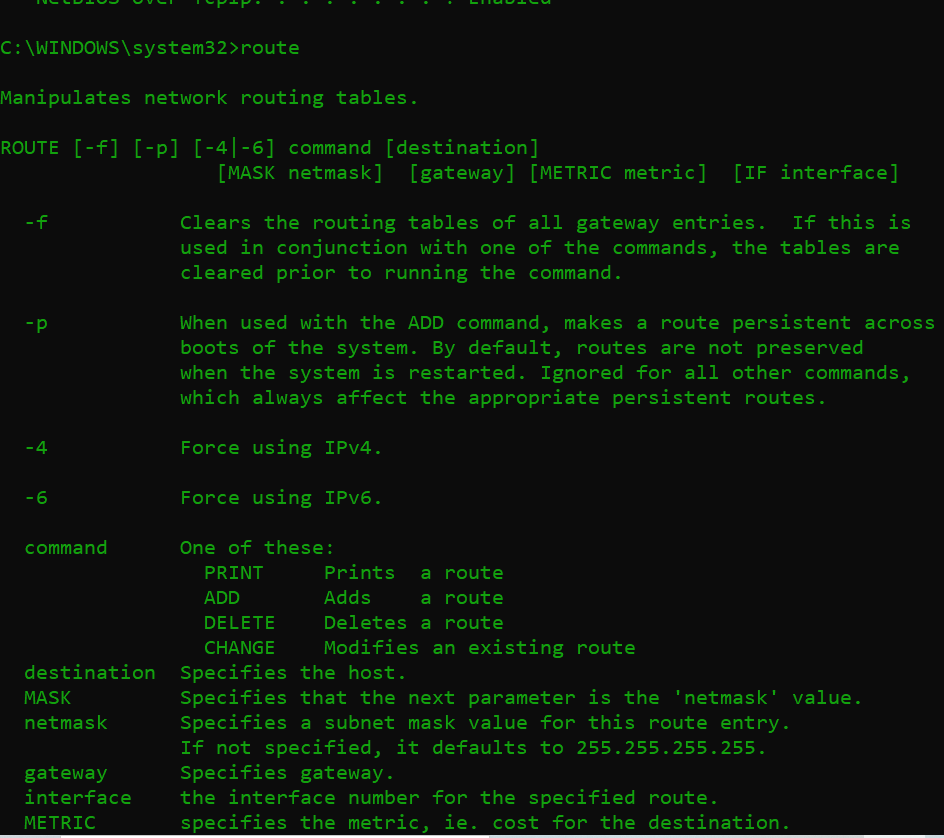 NetBIOS over Tcpip. . . . . . . . : Enabled
C:\WINDOWS\system32>route
Manipulates network routing tables.
ROUTE [-f] [-p] [-4|-6] command [destination]
                  [MASK netmask]  [gateway] [METRIC metric]  [IF interface]
  -f           Clears the routing tables of all gateway entries.  If this is
               used in conjunction with one of the commands, the tables are
               cleared prior to running the command.
  -p           When used with the ADD command, makes a route persistent across
               boots of the system. By default, routes are not preserved
               when the system is restarted. Ignored for all other commands,
               which always affect the appropriate persistent routes.
  -4           Force using IPv4.
  -6           Force using IPv6.
  command      One of these:
                 PRINT     Prints  a route
                 ADD       Adds    a route
                 DELETE    Deletes a route
                 CHANGE    Modifies an existing route
  destination  Specifies the host.
  MASK         Specifies that the next parameter is the 'netmask' value.
  netmask      Specifies a subnet mask value for this route entry.
               If not specified, it defaults to 255.255.255.255.
  gateway      Specifies gateway.
  interface    the interface number for the specified route.
  METRIC       specifies the metric, ie. cost for the destination.